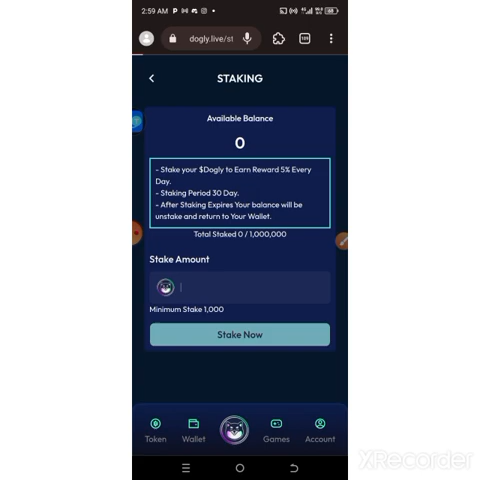 2:59 AM
dogly.live/st
STAKING
Available Balance
0
- Stake your $Dogly to Earn Reward 5% Every
Day.
- Staking Period 30 Day.
- After Staking Expires Your balance will be
unstake and return to Your Wallet.
Total Staked 0 / 1,000,000
Stake Amount
Minimum Stake 1,000
Stake Now
Token Wallet Games Account
XRecorder